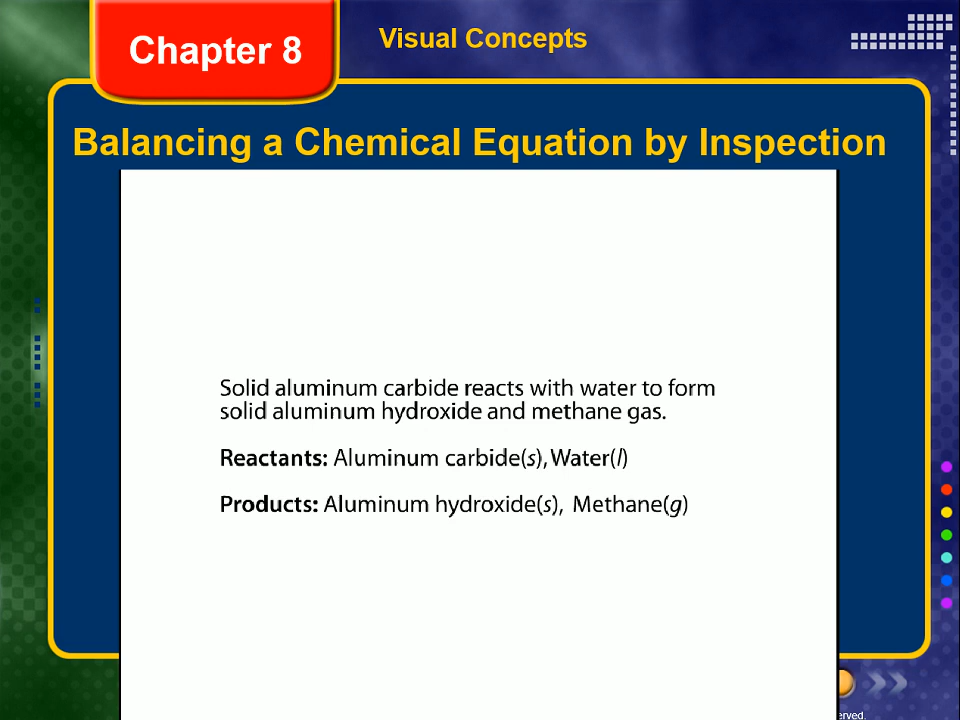 Chapter 8
Visual Concepts
Balancing a Chemical Equation by Inspection
Solid aluminum carbide reacts with water to form
solid aluminum hydroxide and methane gas.
Reactants: Aluminum carbide(s), Water(l)
Products: Aluminum hydroxide(s), Methane(g)